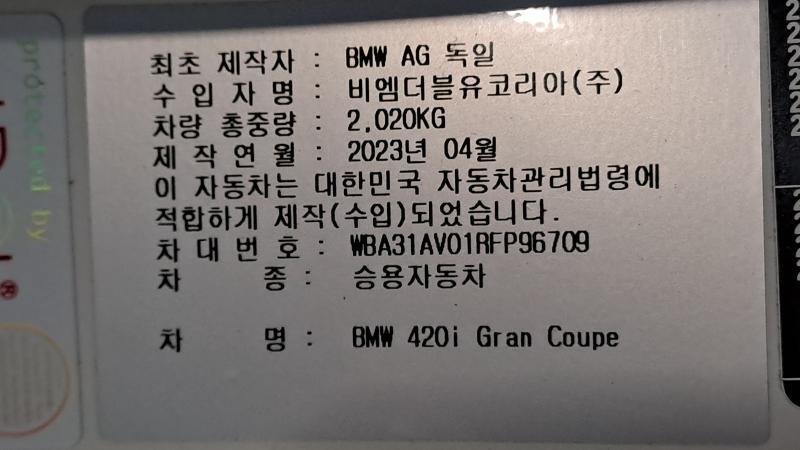 최초 제작자 : BMW AG 독일
수 입 자 명 : 비엠더블유코리아(주)
차량 총중량 : 2,020KG
제 작 연 월 : 2023년 04월
이 자동차는 대한민국 자동차관리법령에
적합하게 제작(수입)되었습니다.
차 대 번 호 : WBA31AV01RFP96709
차 종 : 승용자동차
차 명 : BMW 420i Gran Coupe
protected by